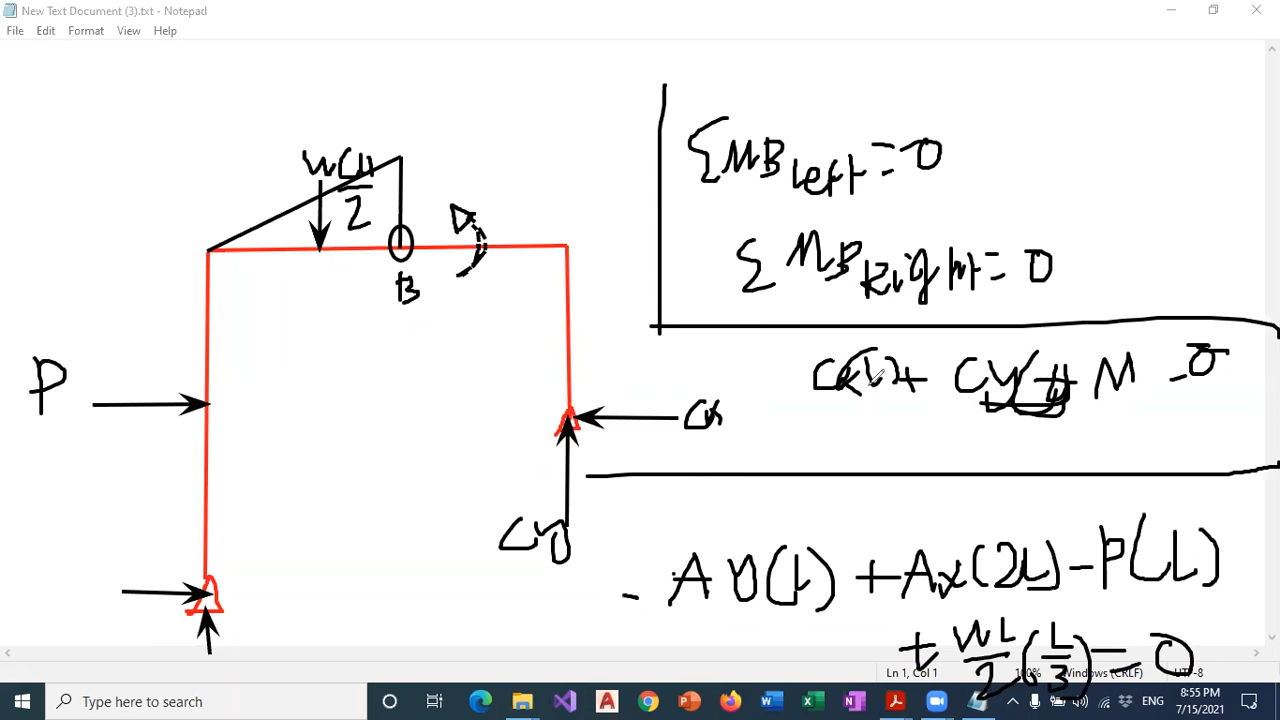 New Text Document (3).txt - Notepad
File Edit Format View Help
ΣMB Left = 0
ΣMB Right = 0
W(L)
2
B
P
Cx
Cy
M = 0
- Ay(L) + Ax(2L) - P(L)
+ WL/2 (L/3) = 0
Ln 1, Col 1 100% Windows (CRLF) UTF-8
Type here to search
ENG
8:55 PM
7/15/2021